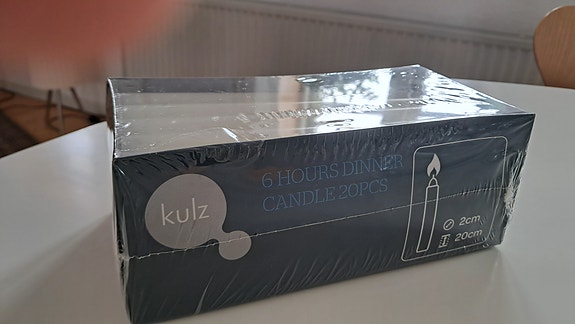 kulz
6 HOURS DINNER
CANDLE 20PCS
2cm
20cm